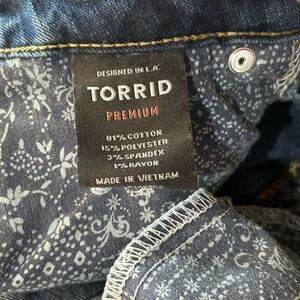 DESIGNED IN L.A.
TORRID
PREMIUM
81% COTTON
15% POLYESTER
3% SPANDEX
1% RAYON
MADE IN VIETNAM